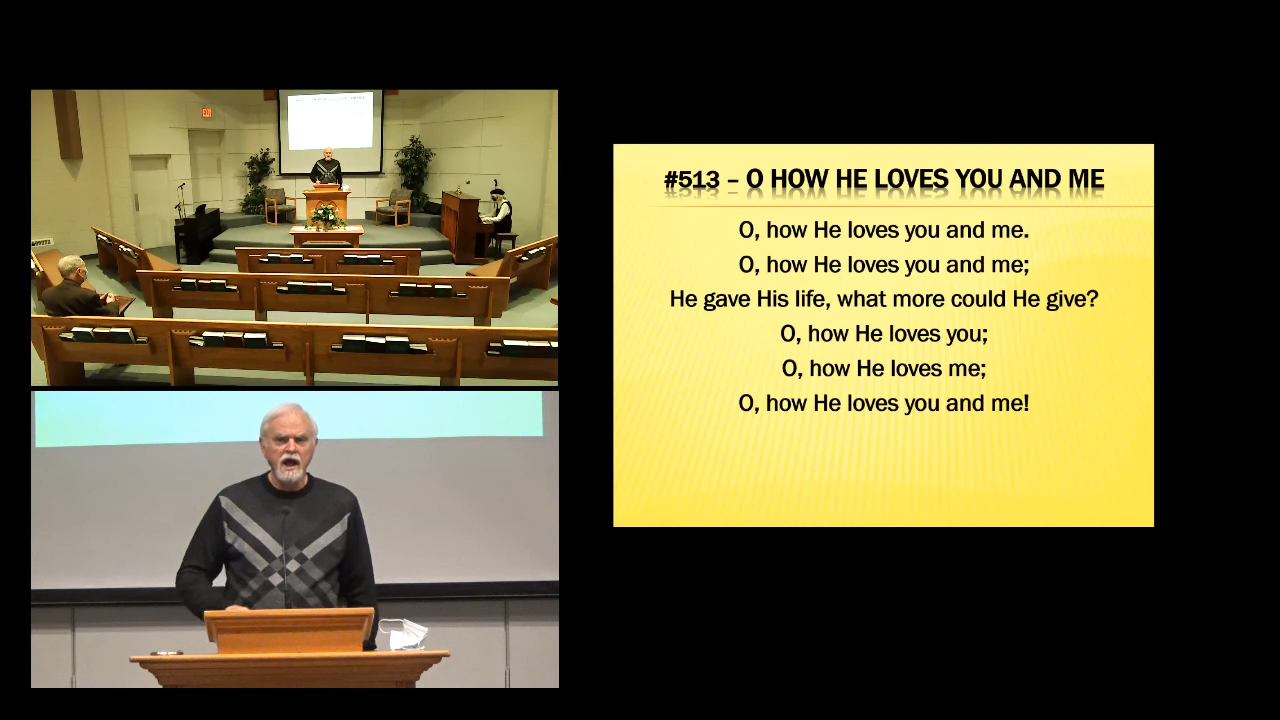 EXIT
#513 – O HOW HE LOVES YOU AND ME
O, how He loves you and me.
O, how He loves you and me;
He gave His life, what more could He give?
O, how He loves you;
O, how He loves me;
O, how He loves you and me!